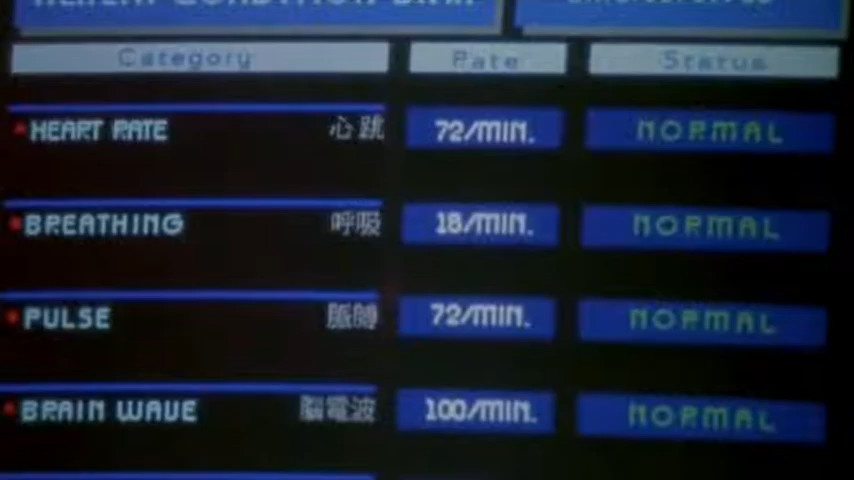 Category Rate Status
HEART RATE 心跳 72/MIN. NORMAL
BREATHING 呼吸 18/MIN. NORMAL
PULSE 脈搏 72/MIN. NORMAL
BRAIN WAVE 腦電波 100/MIN. NORMAL